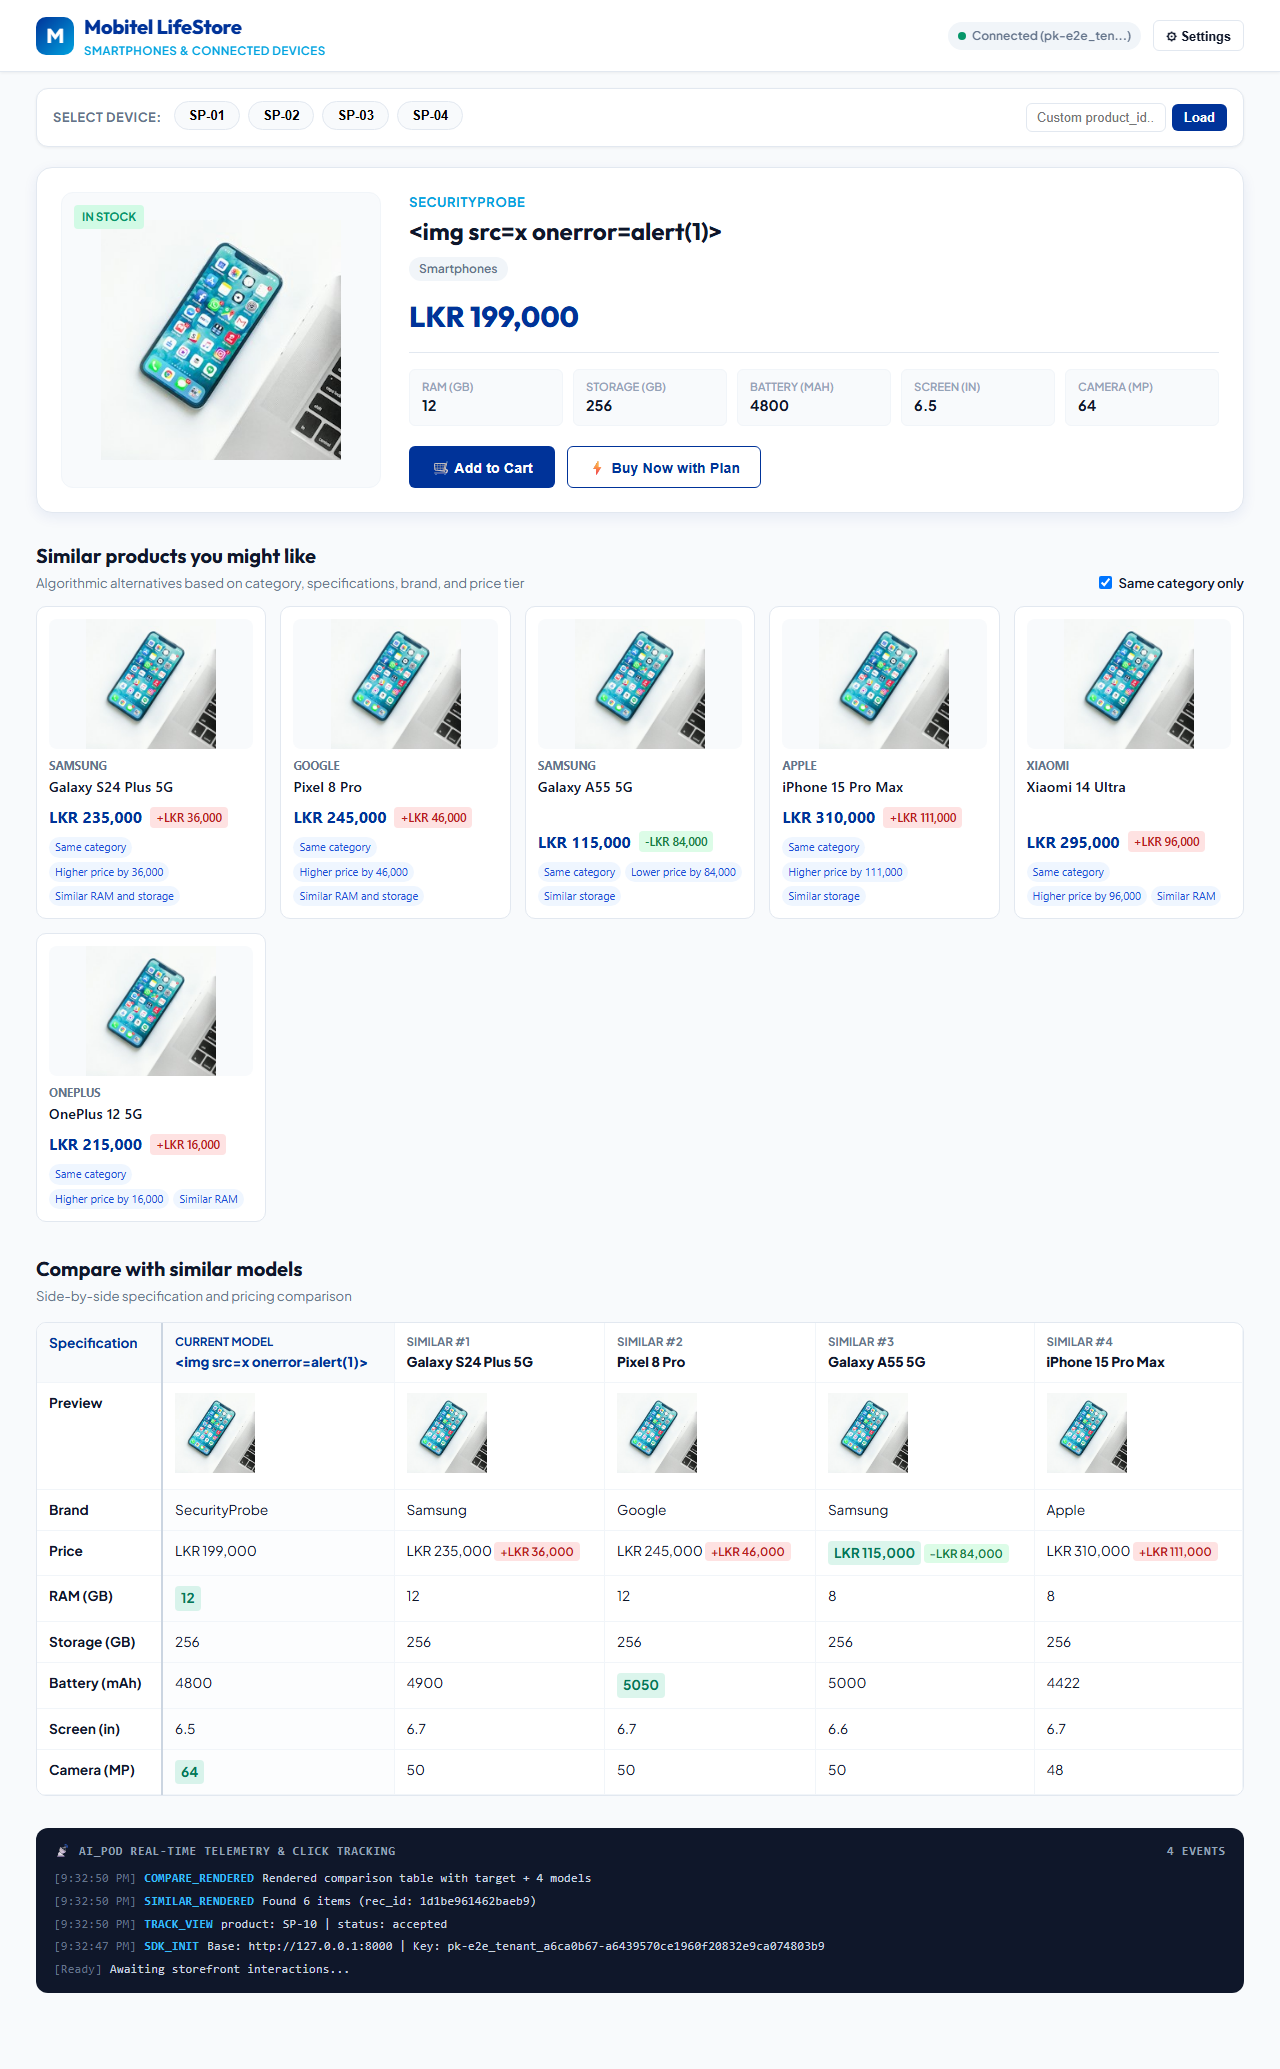 M
Mobitel LifeStore
SMARTPHONES & CONNECTED DEVICES
Connected (pk-e2e_ten...)
⚙ Settings
SELECT DEVICE:
SP-01
SP-02
SP-03
SP-04
Custom product_id..
Load
IN STOCK
SECURITYPROBE
<img src=x onerror=alert(1)>
Smartphones
LKR 199,000
RAM (GB)
12
STORAGE (GB)
256
BATTERY (MAH)
4800
SCREEN (IN)
6.5
CAMERA (MP)
64
🛒 Add to Cart
⚡ Buy Now with Plan
Similar products you might like
Algorithmic alternatives based on category, specifications, brand, and price tier
Same category only
SAMSUNG
Galaxy S24 Plus 5G
LKR 235,000 +LKR 36,000
Same category
Higher price by 36,000
Similar RAM and storage
GOOGLE
Pixel 8 Pro
LKR 245,000 +LKR 46,000
Same category
Higher price by 46,000
Similar RAM and storage
SAMSUNG
Galaxy A55 5G
LKR 115,000 -LKR 84,000
Same category Lower price by 84,000
Similar storage
APPLE
iPhone 15 Pro Max
LKR 310,000 +LKR 111,000
Same category
Higher price by 111,000
Similar storage
XIAOMI
Xiaomi 14 Ultra
LKR 295,000 +LKR 96,000
Same category
Higher price by 96,000 Similar RAM
ONEPLUS
OnePlus 12 5G
LKR 215,000 +LKR 16,000
Same category
Higher price by 16,000 Similar RAM
Compare with similar models
Side-by-side specification and pricing comparison
Specification
CURRENT MODEL
<img src=x onerror=alert(1)>
SIMILAR #1
Galaxy S24 Plus 5G
SIMILAR #2
Pixel 8 Pro
SIMILAR #3
Galaxy A55 5G
SIMILAR #4
iPhone 15 Pro Max
Preview
Brand SecurityProbe Samsung Google Samsung Apple
Price LKR 199,000 LKR 235,000 +LKR 36,000 LKR 245,000 +LKR 46,000 LKR 115,000 -LKR 84,000 LKR 310,000 +LKR 111,000
RAM (GB) 12 12 12 8 8
Storage (GB) 256 256 256 256 256
Battery (mAh) 4800 4900 5050 5000 4422
Screen (in) 6.5 6.7 6.7 6.6 6.7
Camera (MP) 64 50 50 50 48
📡 AI_POD REAL-TIME TELEMETRY & CLICK TRACKING 4 EVENTS
[9:32:50 PM] COMPARE_RENDERED Rendered comparison table with target + 4 models
[9:32:50 PM] SIMILAR_RENDERED Found 6 items (rec_id: 1d1be961462baeb9)
[9:32:50 PM] TRACK_VIEW product: SP-10 | status: accepted
[9:32:47 PM] SDK_INIT Base: http://127.0.0.1:8000 | Key: pk-e2e_tenant_a6ca0b67-a6439570ce1960f20832e9ca074803b9
[Ready] Awaiting storefront interactions...